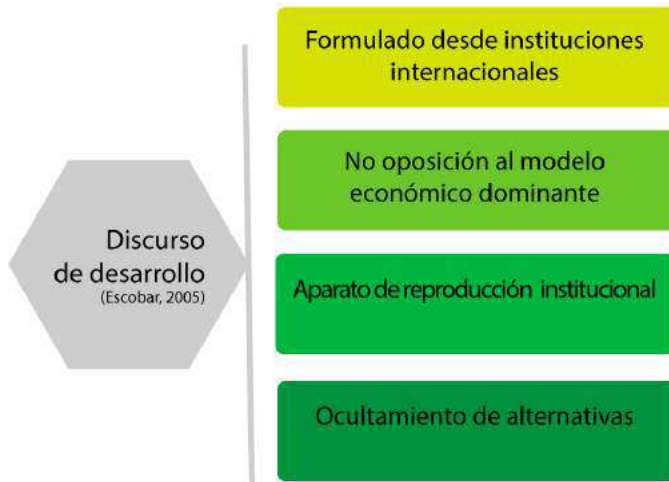 Formulado desde instituciones
internacionales
No oposición al modelo
económico dominante
Discurso
de desarrollo
(Escobar, 2005)
Aparato de reproducción institucional
Ocultamiento de alternativas